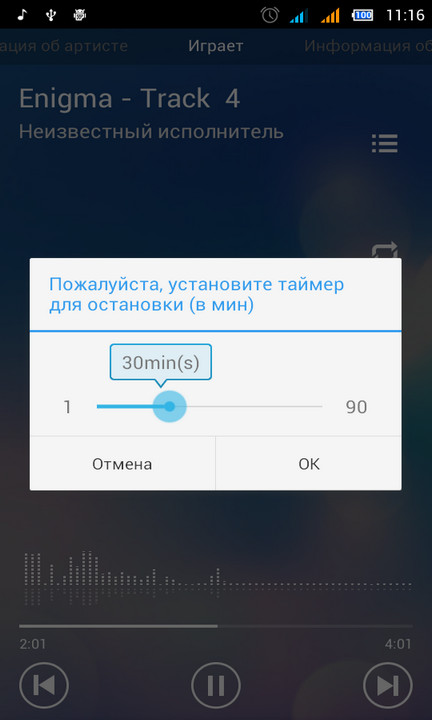 100 11:16
ация об артисте Играет Информация об
Enigma - Track 4
Неизвестный исполнитель
Пожалуйста, установите таймер
для остановки (в мин)
30min(s)
1 90
Отмена OK
2:01 4:01